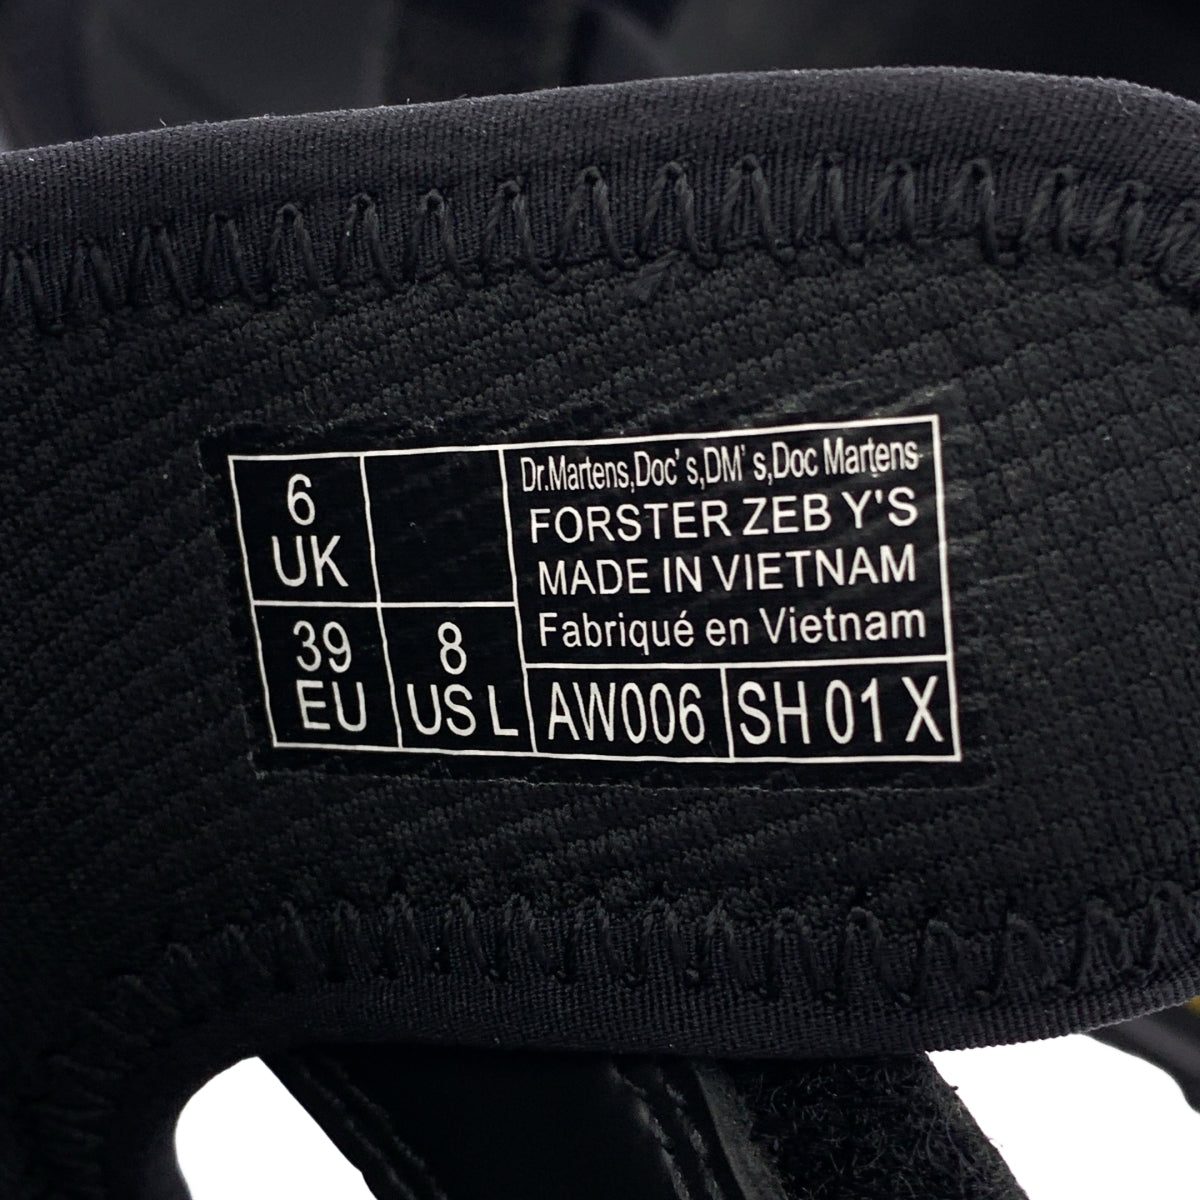 6
UK
39
EU
8
US L
Dr.Martens,Doc's,DM's,Doc Martens
FORSTER ZEB Y'S
MADE IN VIETNAM
Fabriqué en Vietnam
AW006
SH 01 X